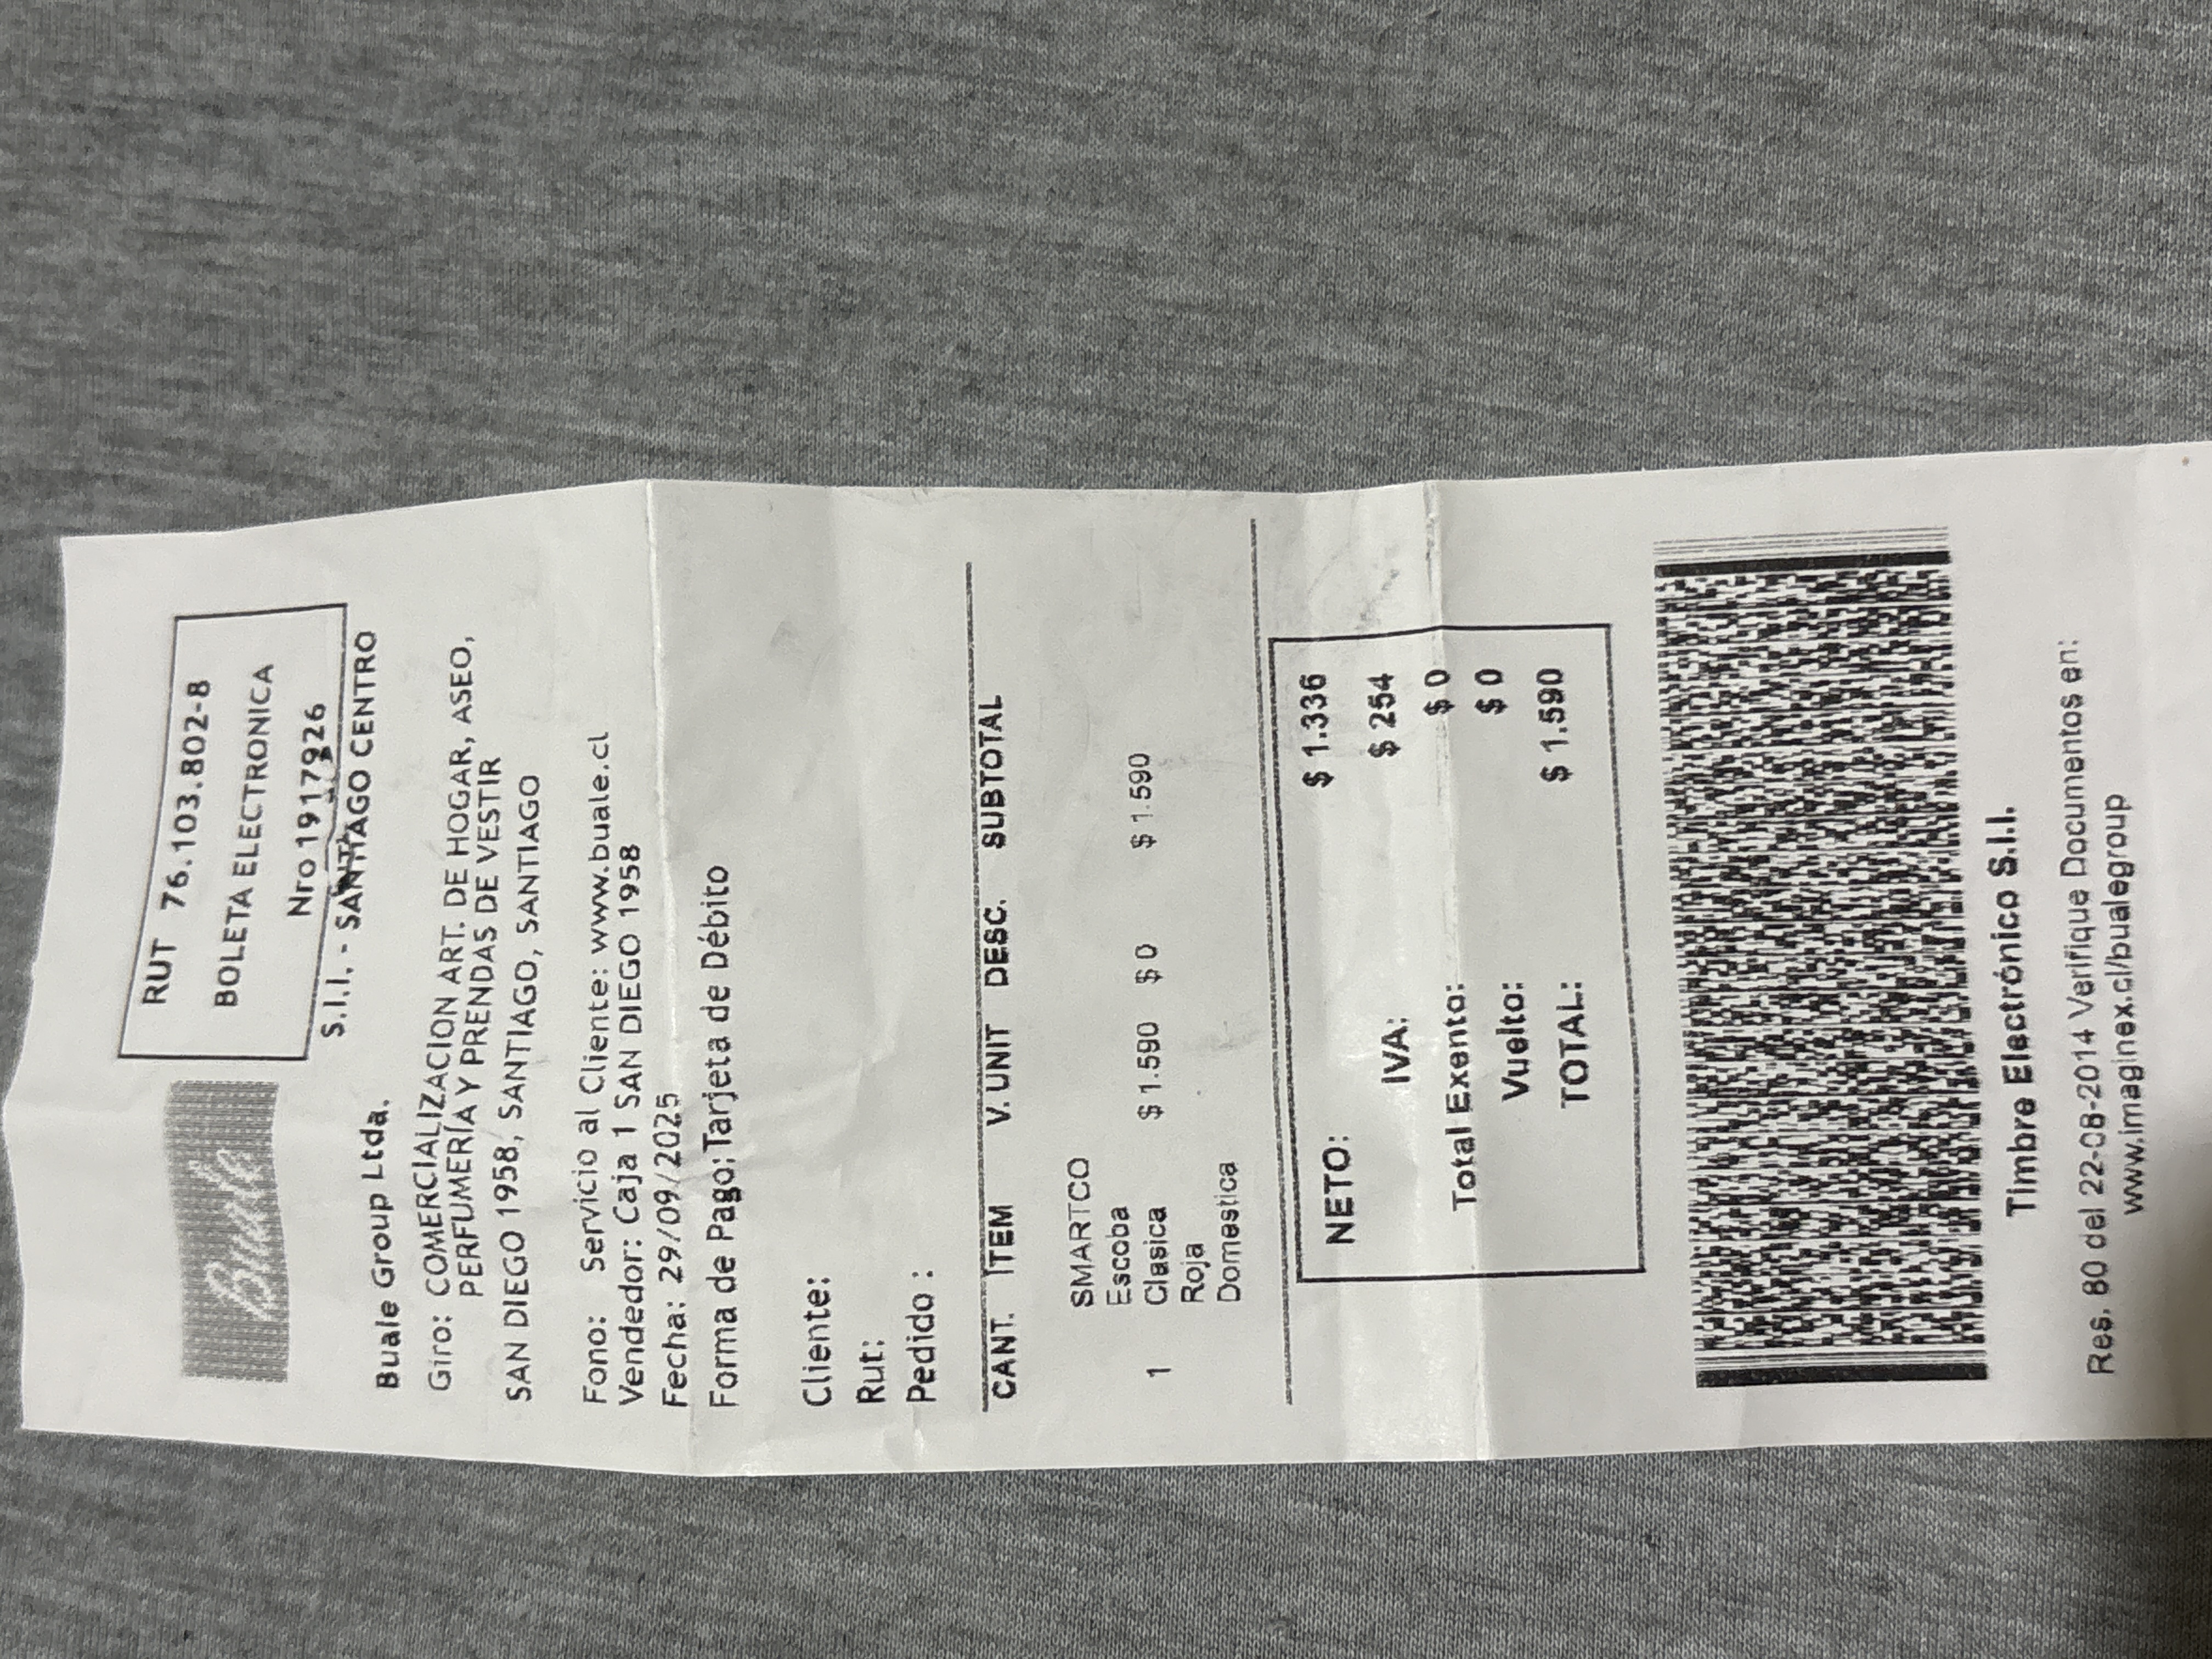 Buale
RUT 76.103.802-8
BOLETA ELECTRONICA
Nro 1917926
S.I.I. - SANTIAGO CENTRO
Buale Group Ltda.
Giro: COMERCIALIZACION ART. DE HOGAR, ASEO,
PERFUMERÍA Y PRENDAS DE VESTIR
SAN DIEGO 1958, SANTIAGO, SANTIAGO
Fono: Servicio al Cliente: www.buale.cl
Vendedor: Caja 1 SAN DIEGO 1958
Fecha: 29/09/2025
Forma de Pago: Tarjeta de Débito
Cliente:
Rut:
Pedido :
CANT. ITEM V.UNIT DESC. SUBTOTAL
SMARTCO
Escoba
1 Clasica $ 1.590 $ 0 $ 1.590
Roja
Domestica
NETO: $ 1.336
IVA: $ 254
Total Exento: $ 0
Vuelto: $ 0
TOTAL: $ 1.590
Timbre Electrónico S.I.I.
Res. 80 del 22-08-2014 Verifique Documentos en:
www.imaginex.cl/bualegroup